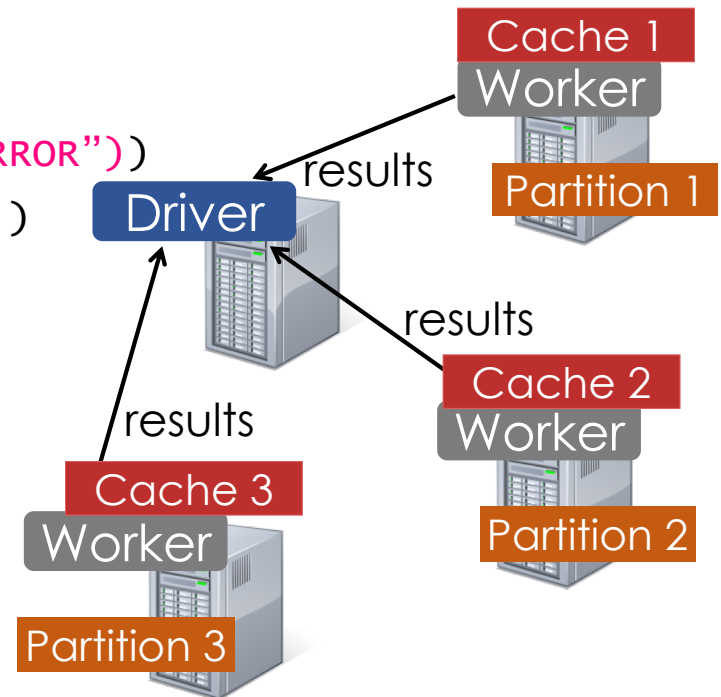 Cache 1
Worker
RROR”))
results
Partition 1
)
Driver
results
Cache 2
results
Worker
Cache 3
Partition 2
Worker
Partition 3